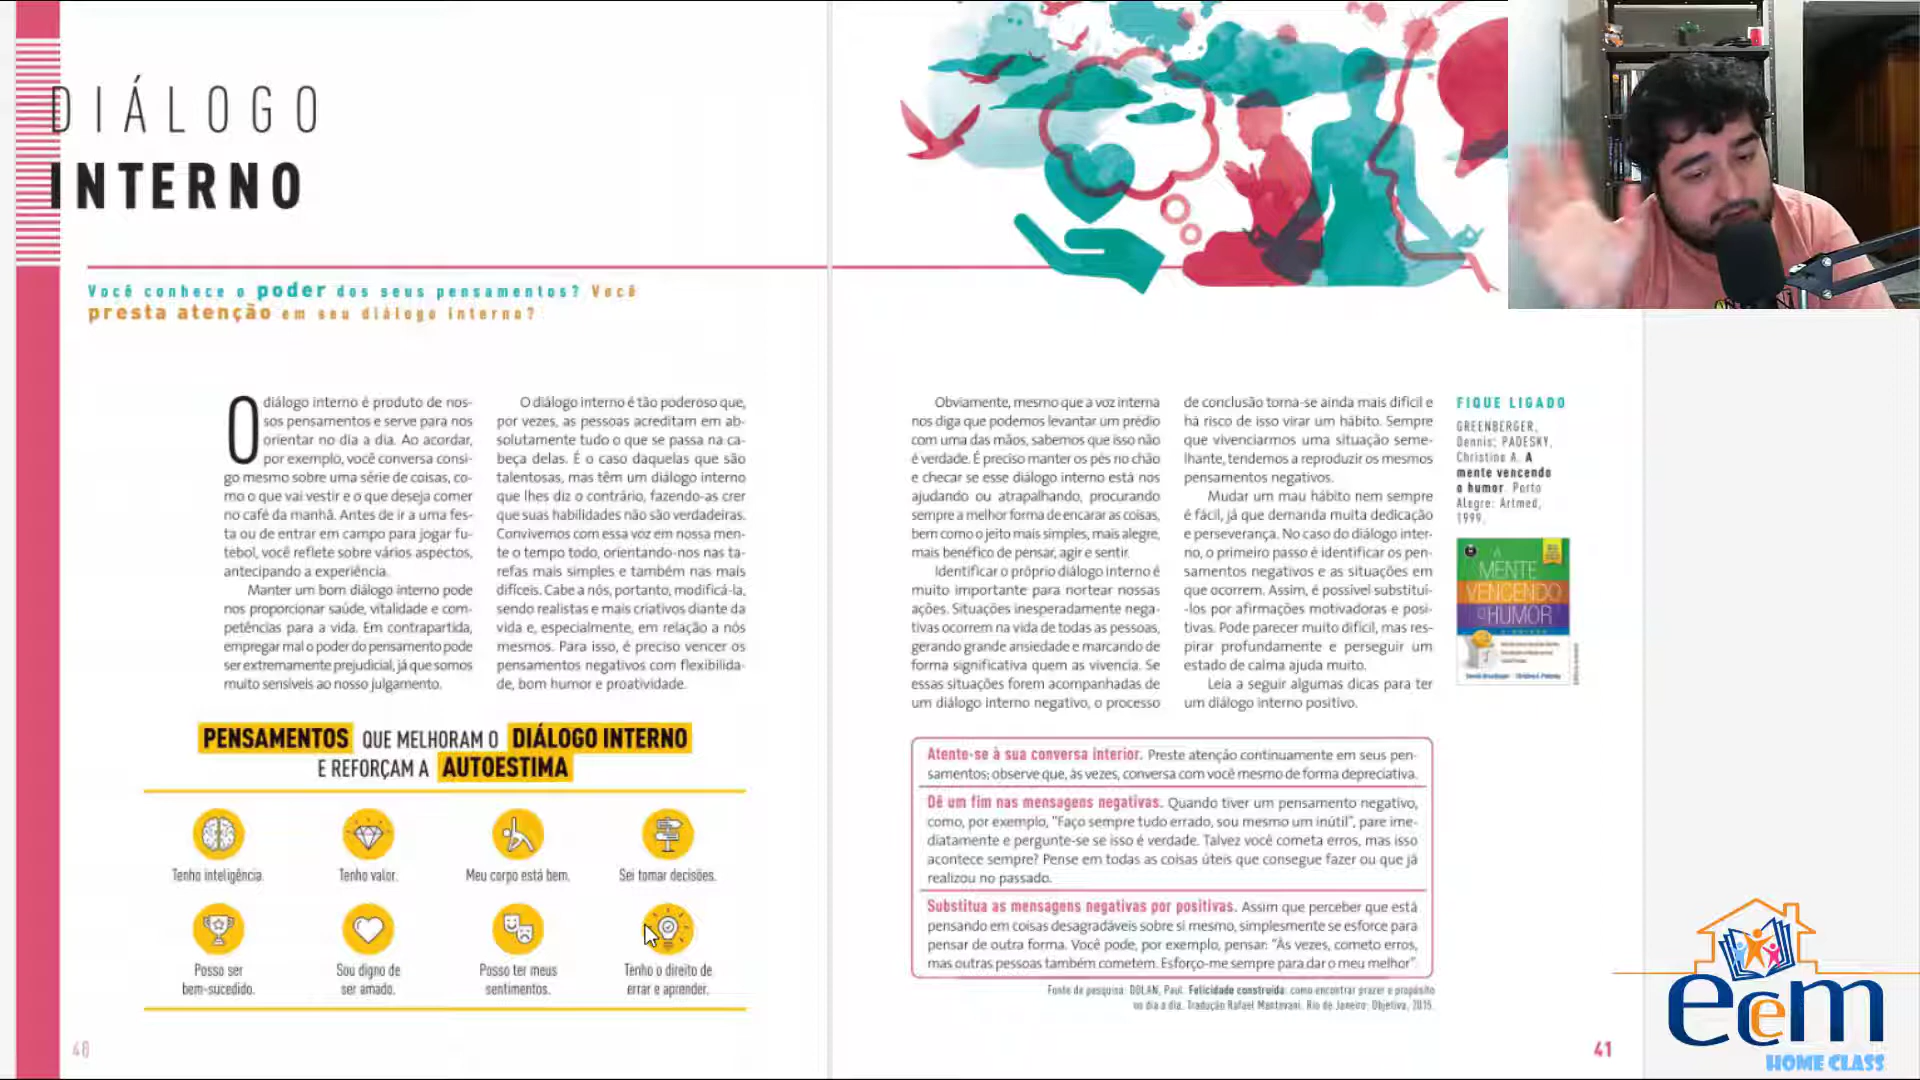 DIÁLOGO
INTERNO
Você conhece o poder dos seus pensamentos? Você
presta atenção em seu diálogo interno?
O diálogo interno é produto de nos-
sos pensamentos e serve para nos
orientar no dia a dia. Ao acordar,
por exemplo, você conversa consi-
go mesmo sobre uma série de coisas, co-
mo o que vai vestir e o que deseja comer
no café da manhã. Antes de ir a uma fes-
ta ou de entrar em campo para jogar fu-
tebol, você reflete sobre vários aspectos,
antecipando a experiência.
Manter um bom diálogo interno pode
nos proporcionar saúde, vitalidade e com-
petências para a vida. Em contrapartida,
empregar mal o poder do pensamento pode
ser extremamente prejudicial, já que somos
muito sensíveis ao nosso julgamento.
O diálogo interno é tão poderoso que,
por vezes, as pessoas acreditam em ab-
solutamente tudo o que se passa na ca-
beça delas. É o caso daquelas que são
talentosas, mas têm um diálogo interno
que lhes diz o contrário, fazendo-as crer
que suas habilidades não são verdadeiras.
Convivemos com essa voz em nossa men-
te o tempo todo, orientando-nos nas ta-
refas mais simples e também nas mais
difíceis. Cabe a nós, portanto, modificá-la,
sendo realistas e mais criativos diante da
vida e, especialmente, em relação a nós
mesmos. Para isso, é preciso vencer os
pensamentos negativos com flexibilida-
de, bom humor e proatividade.
PENSAMENTOS QUE MELHORAM O DIÁLOGO INTERNO
E REFORÇAM A AUTOESTIMA
Tenho inteligência.
Tenho valor.
Meu corpo está bem.
Sei tomar decisões.
Posso ser
bem-sucedido.
Sou digno de
ser amado.
Posso ter meus
sentimentos.
Tenho o direito de
errar e aprender.
40
Obviamente, mesmo que a voz interna
nos diga que podemos levantar um prédio
com uma das mãos, sabemos que isso não
é verdade. É preciso manter os pés no chão
e checar se esse diálogo interno está nos
ajudando ou atrapalhando, procurando
sempre a melhor forma de encarar as coisas,
bem como o jeito mais simples, mais alegre,
mais benéfico de pensar, agir e sentir.
Identificar o próprio diálogo interno é
muito importante para nortear nossas
ações. Situações inesperadamente nega-
tivas ocorrem na vida de todas as pessoas,
gerando grande ansiedade e marcando de
forma significativa quem as vivencia. Se
essas situações forem acompanhadas de
um diálogo interno negativo, o processo
de conclusão torna-se ainda mais difícil e
há risco de isso virar um hábito. Sempre
que vivenciarmos uma situação seme-
lhante, tendemos a reproduzir os mesmos
pensamentos negativos.
Mudar um mau hábito nem sempre
é fácil, já que demanda muita dedicação
e perseverança. No caso do diálogo inter-
no, o primeiro passo é identificar os pen-
samentos negativos e as situações em
que ocorrem. Assim, é possível substituí-
-los por afirmações motivadoras e posi-
tivas. Pode parecer muito difícil, mas res-
pirar profundamente e perseguir um
estado de calma ajuda muito.
Leia a seguir algumas dicas para ter
um diálogo interno positivo.
FIQUE LIGADO
GREENBERGER,
Dennis; PADESKY,
Christine A. A
mente vencendo
o humor. Porto
Alegre: Artmed,
1999.
A
MENTE
VENCENDO
O HUMOR
Atente-se à sua conversa interior. Preste atenção continuamente em seus pen-
samentos; observe que, às vezes, conversa com você mesmo de forma depreciativa.
Dê um fim nas mensagens negativas. Quando tiver um pensamento negativo,
como, por exemplo, "Faço sempre tudo errado, sou mesmo um inútil", pare ime-
diatamente e pergunte-se se isso é verdade. Talvez você cometa erros, mas isso
acontece sempre? Pense em todas as coisas úteis que consegue fazer ou que já
realizou no passado.
Substitua as mensagens negativas por positivas. Assim que perceber que está
pensando em coisas desagradáveis sobre si mesmo, simplesmente se esforce para
pensar de outra forma. Você pode, por exemplo, pensar: "Às vezes, cometo erros,
mas outras pessoas também cometem. Esforço-me sempre para dar o meu melhor".
Fonte de pesquisa: DOLAN, Paul. Felicidade construída: como encontrar prazer e propósito
no dia a dia. Tradução Rafael Mantovani. Rio de Janeiro: Objetiva, 2015.
41
eCem
HOME CLASS